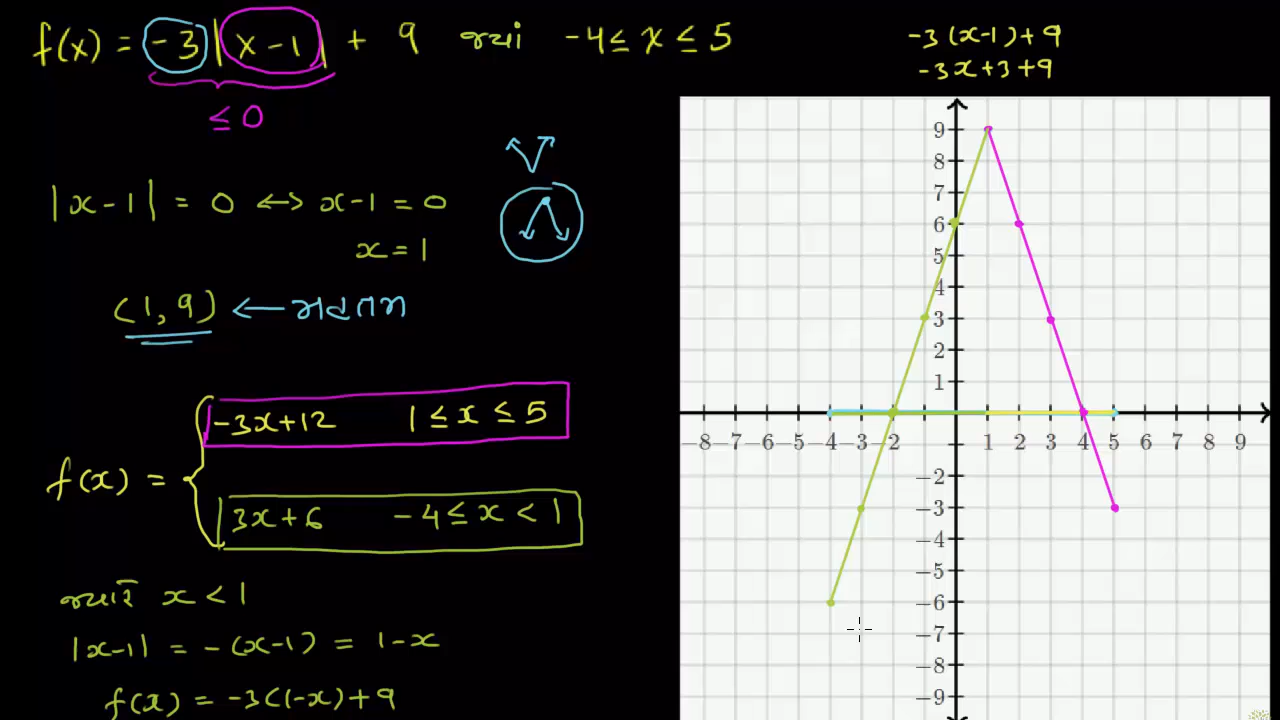 f(x) = -3|x-1| + 9 જ્યાં -4 ≤ x ≤ 5
≤ 0
|x-1| = 0 ↔ x-1 = 0
x = 1
(1, 9) ←
f(x) =
-3x+12 1 ≤ x ≤ 5
3x+6 -4 ≤ x < 1
જ્યારે x < 1
|x-1| = -(x-1) = 1-x
f(x) = -3(1-x)+9
-3(x-1)+9
-3x+3+9
9
8
7
6
5
4
3
2
1
-8 -7 -6 -5 -4 -3 -2 1 2 3 4 5 6 7 8 9
-2
-3
-4
-5
-6
-7
-8
-9